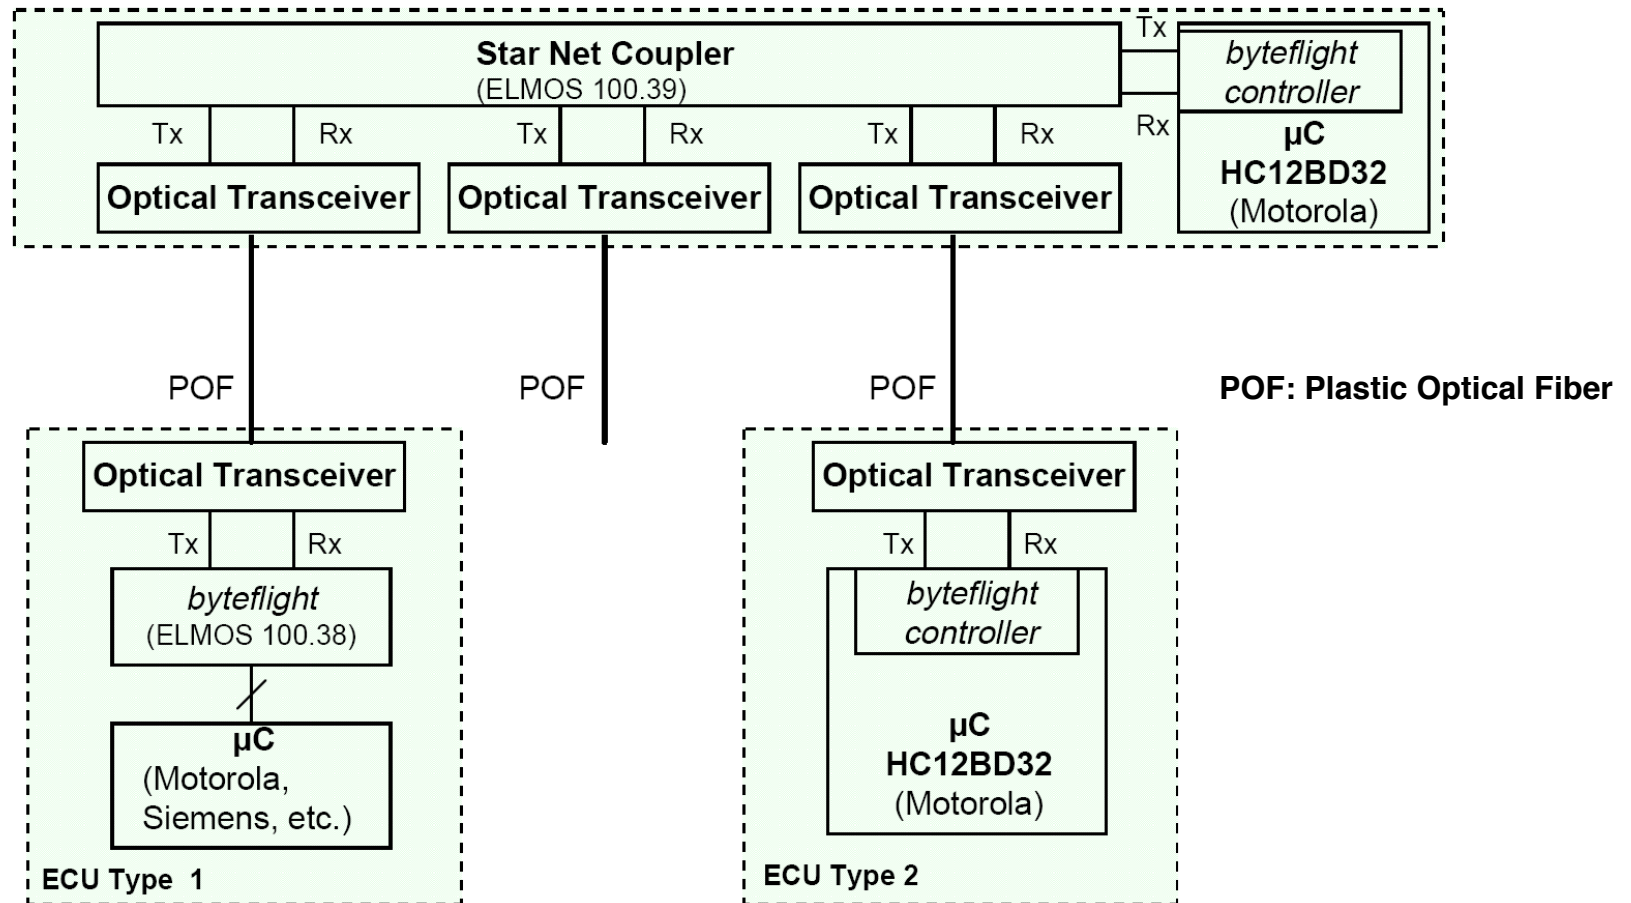 Star Net Coupler
(ELMOS 100.39)
Tx
byteflight
controller
Rx
µC
HC12BD32
(Motorola)
Tx Rx Tx Rx Tx Rx
Optical Transceiver Optical Transceiver Optical Transceiver
POF POF POF
POF: Plastic Optical Fiber
Optical Transceiver
Tx Rx
byteflight
(ELMOS 100.38)
µC
(Motorola,
Siemens, etc.)
ECU Type 1
Optical Transceiver
Tx Rx
byteflight
controller
µC
HC12BD32
(Motorola)
ECU Type 2